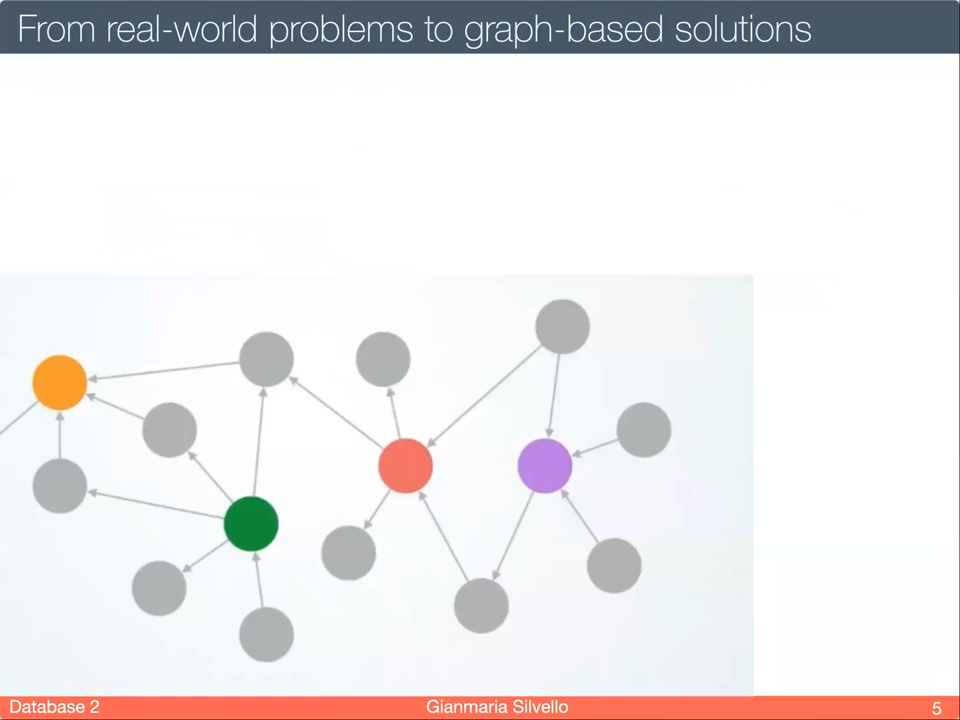 From real-world problems to graph-based solutions
Database 2
Gianmaria Silvello
5